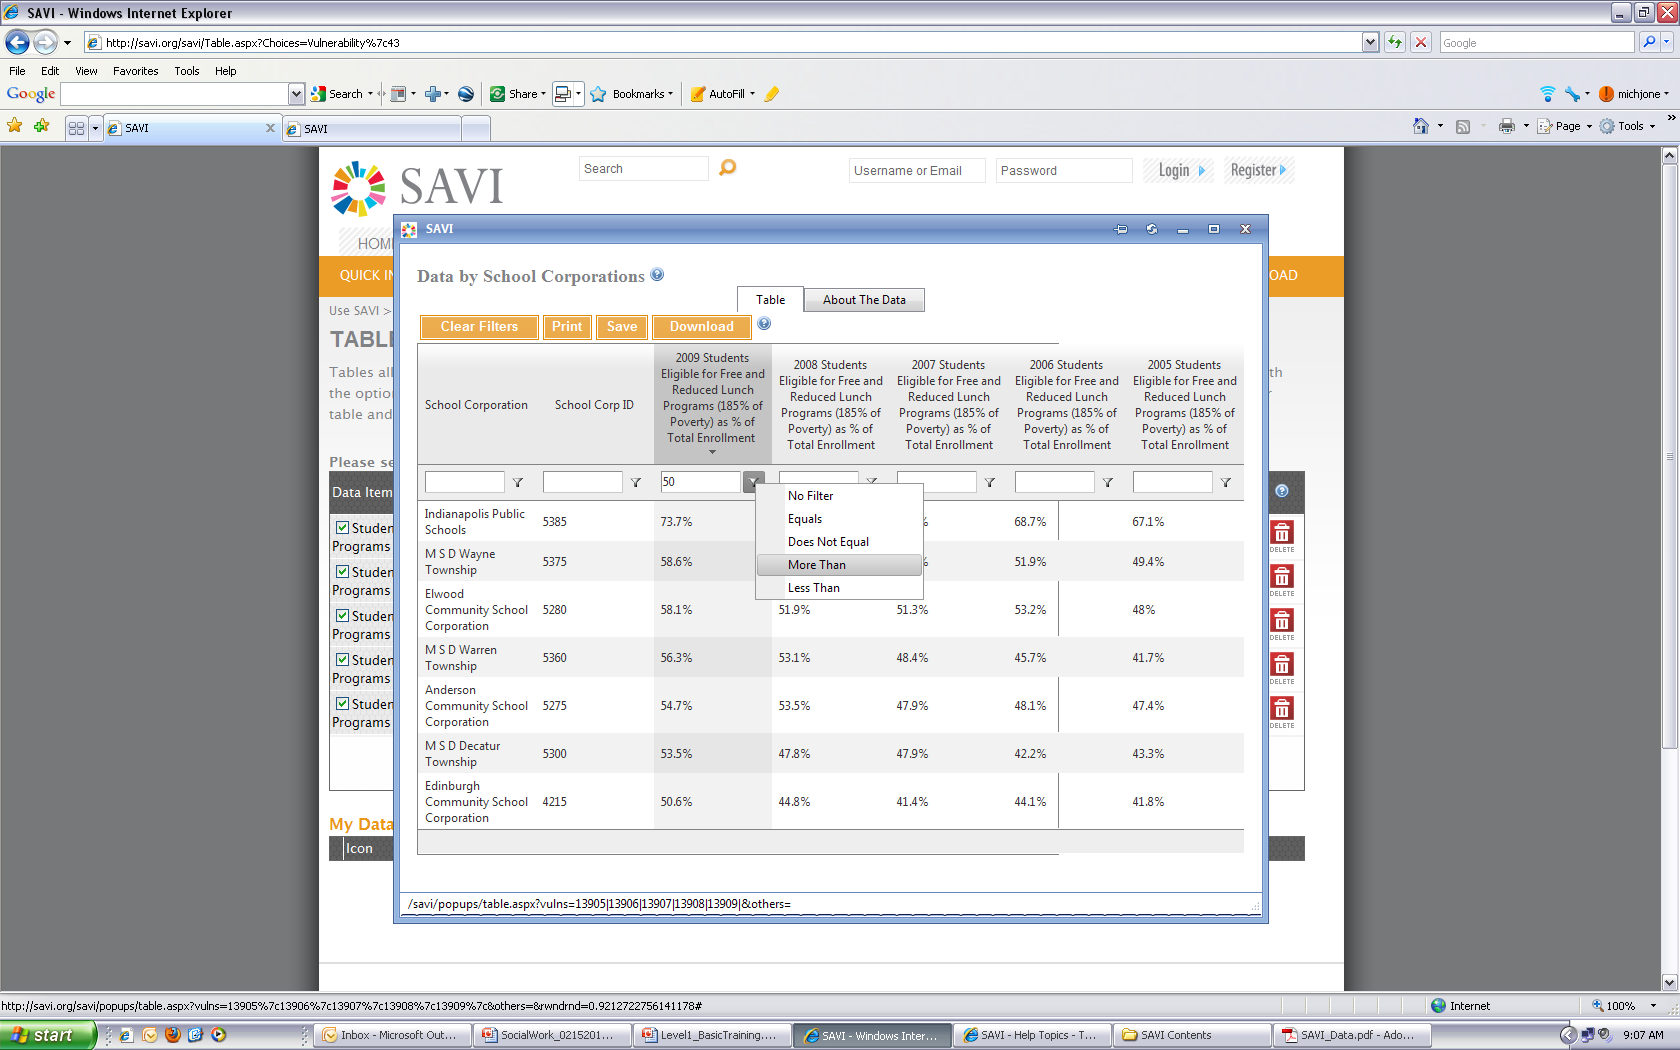 SAVI - Windows Internet Explorer
http://savi.org/savi/Table.aspx?Choices=Vulnerability%7c43
Google
File Edit View Favorites Tools Help
Google Search Share Bookmarks AutoFill michjone
SAVI SAVI Page Tools
SAVI Search Username or Email Password Login Register
HOM
QUICK IN OAD
Use SAVI >
TABL
Tables all th
the option
table and
Please se
Data Item
Studen
Programs
DELETE
Studen
DELETE
Studen
Programs
DELETE
Studen
Programs
DELETE
Studen
Programs
DELETE
My Data
Icon
SAVI
Data by School Corporations
Table About The Data
Clear Filters Print Save Download
School Corporation
School Corp ID
2009 Students
Eligible for Free and
Reduced Lunch
Programs (185% of
Poverty) as % of
Total Enrollment
2008 Students
Eligible for Free and
Reduced Lunch
Programs (185% of
Poverty) as % of
Total Enrollment
2007 Students
Eligible for Free and
Reduced Lunch
Programs (185% of
Poverty) as % of
Total Enrollment
2006 Students
Eligible for Free and
Reduced Lunch
Programs (185% of
Poverty) as % of
Total Enrollment
2005 Students
Eligible for Free and
Reduced Lunch
Programs (185% of
Poverty) as % of
Total Enrollment
50
No Filter
Equals
Does Not Equal
More Than
Less Than
Indianapolis Public
Schools
5385 73.7% % 68.7% 67.1%
M S D Wayne
Township
5375 58.6% % 51.9% 49.4%
Elwood
Community School
Corporation
5280 58.1% 51.9% 51.3% 53.2% 48%
M S D Warren
Township
5360 56.3% 53.1% 48.4% 45.7% 41.7%
Anderson
Community School
Corporation
5275 54.7% 53.5% 47.9% 48.1% 47.4%
M S D Decatur
Township
5300 53.5% 47.8% 47.9% 42.2% 43.3%
Edinburgh
Community School
Corporation
4215 50.6% 44.8% 41.4% 44.1% 41.8%
/savi/popups/table.aspx?vulns=13905|13906|13907|13908|13909|&others=
http://savi.org/savi/popups/table.aspx?vulns=13905%7c13906%7c13907%7c13908%7c13909%7c&others=&rwndrnd=0.9212722756141178# Internet 100%
start Inbox - Microsoft Out... SocialWork_0215201... Level1_BasicTraining.... SAVI - Windows Inter... SAVI - Help Topics - T... SAVI Contents SAVI_Data.pdf - Ado... 9:07 AM